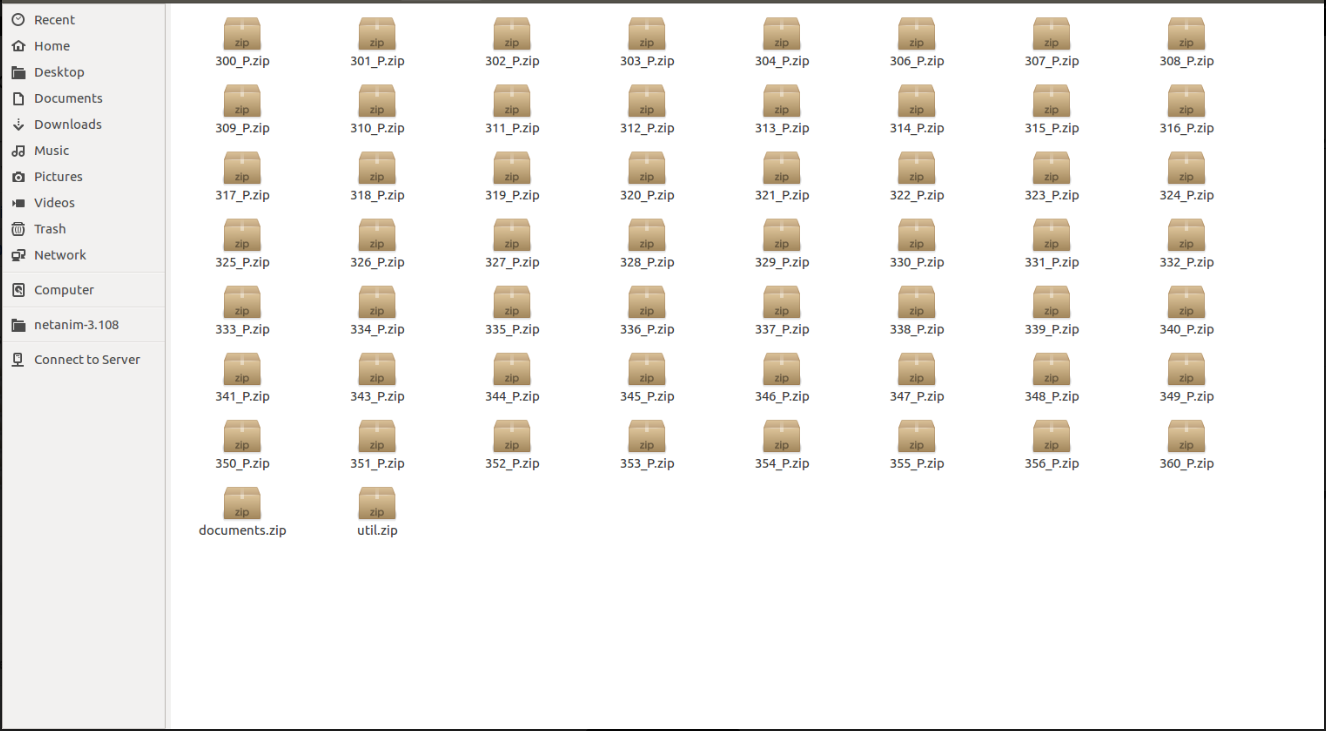 Recent
Home
Desktop
Documents
Downloads
Music
Pictures
Videos
Trash
Network
Computer
netanim-3.108
Connect to Server
zip zip zip zip zip zip zip zip
300_P.zip 301_P.zip 302_P.zip 303_P.zip 304_P.zip 306_P.zip 307_P.zip 308_P.zip
zip zip zip zip zip zip zip zip
309_P.zip 310_P.zip 311_P.zip 312_P.zip 313_P.zip 314_P.zip 315_P.zip 316_P.zip
zip zip zip zip zip zip zip zip
317_P.zip 318_P.zip 319_P.zip 320_P.zip 321_P.zip 322_P.zip 323_P.zip 324_P.zip
zip zip zip zip zip zip zip zip
325_P.zip 326_P.zip 327_P.zip 328_P.zip 329_P.zip 330_P.zip 331_P.zip 332_P.zip
zip zip zip zip zip zip zip zip
333_P.zip 334_P.zip 335_P.zip 336_P.zip 337_P.zip 338_P.zip 339_P.zip 340_P.zip
zip zip zip zip zip zip zip zip
341_P.zip 343_P.zip 344_P.zip 345_P.zip 346_P.zip 347_P.zip 348_P.zip 349_P.zip
zip zip zip zip zip zip zip zip
350_P.zip 351_P.zip 352_P.zip 353_P.zip 354_P.zip 355_P.zip 356_P.zip 360_P.zip
zip zip
documents.zip util.zip